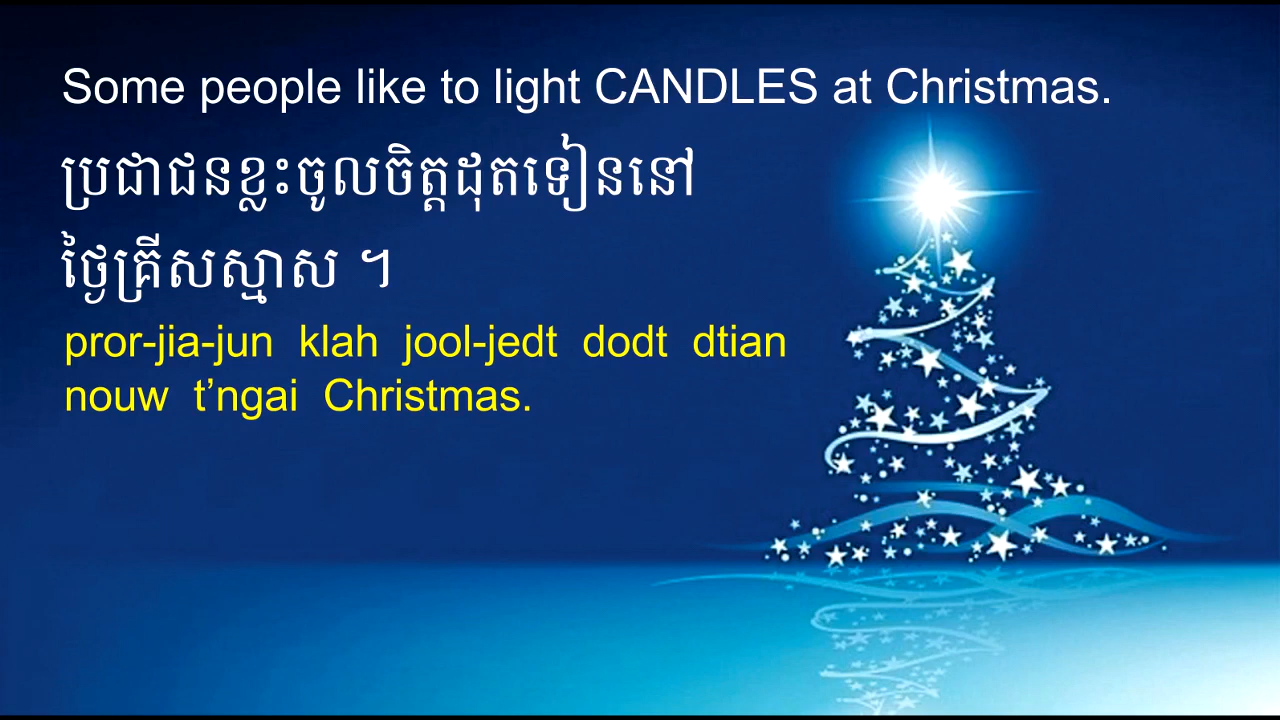 Some people like to light CANDLES at Christmas.
ប្រជាជនខ្លះចូលចិត្តដុតទៀននៅ
ថ្ងៃគ្រីសស្មាស ។
pror-jia-jun klah jool-jedt dodt dtian
nouw t’ngai Christmas.